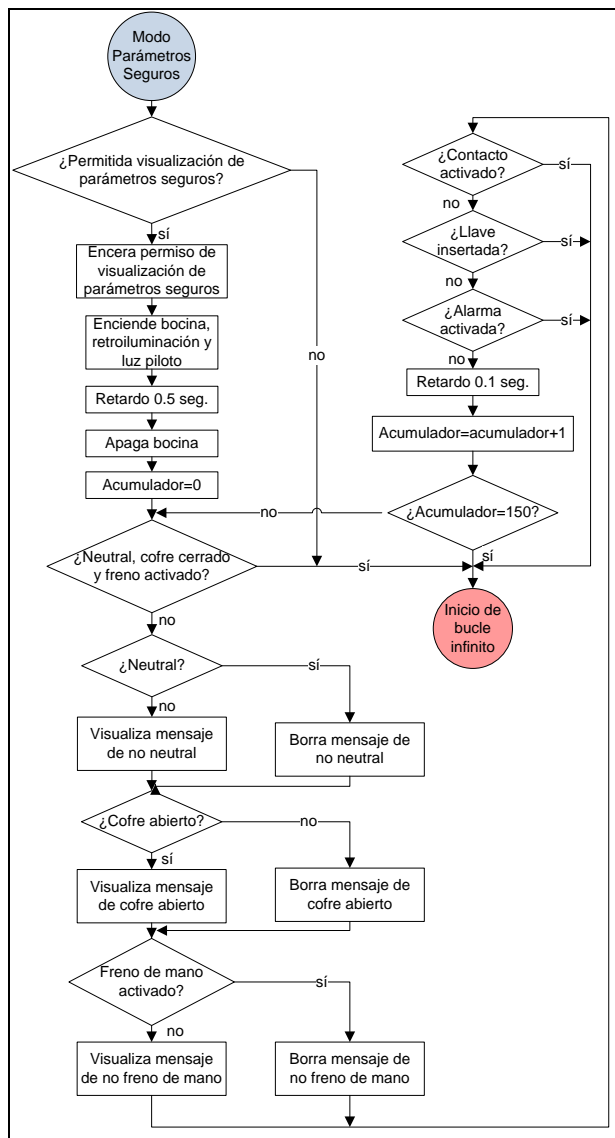 Modo
Parámetros
Seguros
¿Permitida visualización de
parámetros seguros?
sí
no
Encera permiso de
visualización de
parámetros seguros
Enciende bocina,
retroiluminación y
luz piloto
Retardo 0.5 seg.
Apaga bocina
Acumulador=0
¿Neutral, cofre cerrado
y freno activado?
sí
no
¿Neutral?
sí
no
Visualiza mensaje
de no neutral
Borra mensaje de
no neutral
¿Cofre abierto?
no
sí
Visualiza mensaje
de cofre abierto
Borra mensaje de
cofre abierto
Freno de mano
activado?
sí
no
Visualiza mensaje
de no freno de mano
Borra mensaje de
no freno de mano
¿Contacto
activado?
sí
no
¿Llave
insertada?
sí
no
¿Alarma
activada?
sí
no
Retardo 0.1 seg.
Acumulador=acumulador+1
¿Acumulador=150?
no
sí
Inicio de
bucle
infinito